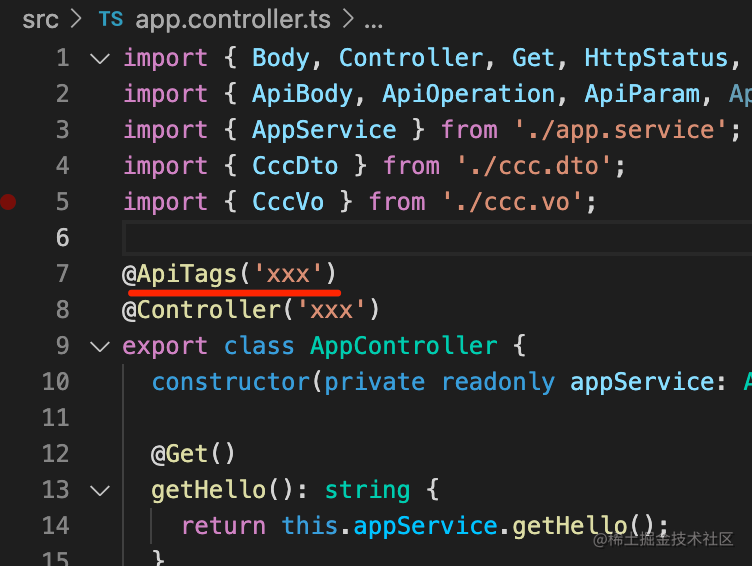 src > TS app.controller.ts > ...
1 import { Body, Controller, Get, HttpStatus,
2 import { ApiBody, ApiOperation, ApiParam, Ap
3 import { AppService } from './app.service';
4 import { CccDto } from './ccc.dto';
5 import { CccVo } from './ccc.vo';
6
7 @ApiTags('xxx')
8 @Controller('xxx')
9 export class AppController {
10 constructor(private readonly appService: A
11
12 @Get()
13 getHello(): string {
14 return this.appService.getHello();
15 }
@稀土掘金技术社区